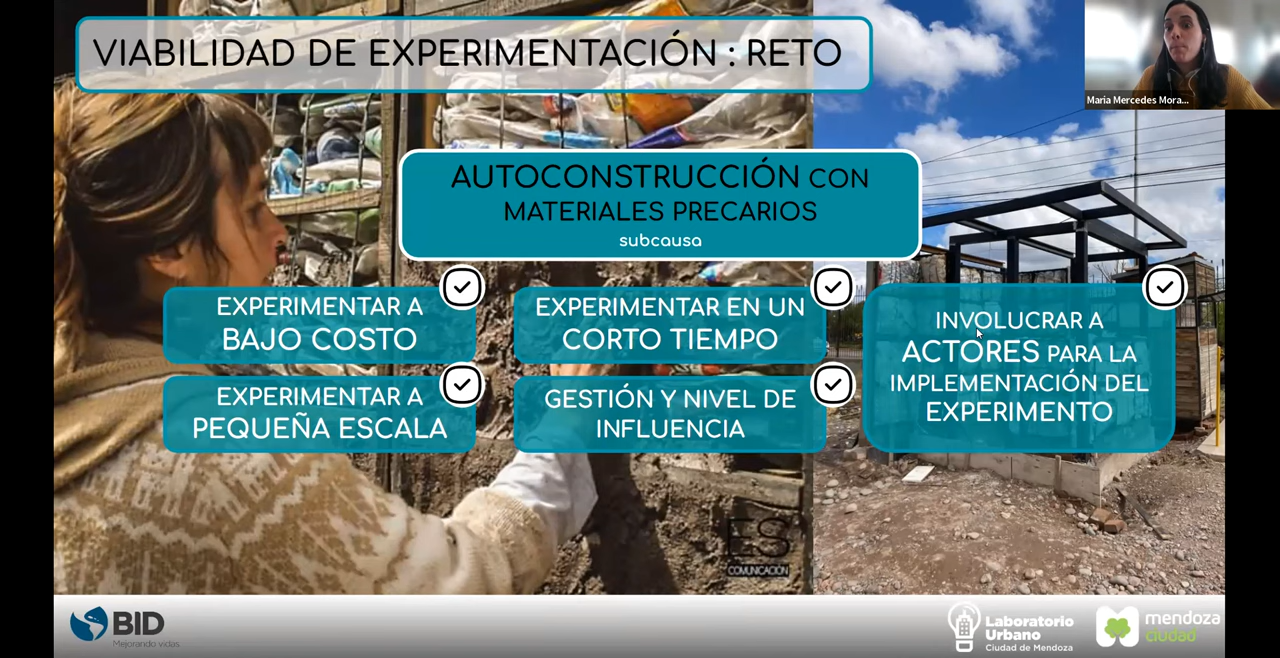 VIABILIDAD DE EXPERIMENTACIÓN : RETO
Maria Mercedes Mora...
AUTOCONSTRUCCIÓN CON
MATERIALES PRECARIOS
subcausa
EXPERIMENTAR A
BAJO COSTO
EXPERIMENTAR EN UN
CORTO TIEMPO
INVOLUCRAR A
ACTORES PARA LA
IMPLEMENTACIÓN DEL
EXPERIMENTO
EXPERIMENTAR A
PEQUEÑA ESCALA
GESTIÓN Y NIVEL DE
INFLUENCIA
ES
COMUNICACIÓN
BID
Mejorando vidas
Laboratorio
Urbano
Ciudad de Mendoza
mendoza
ciudad